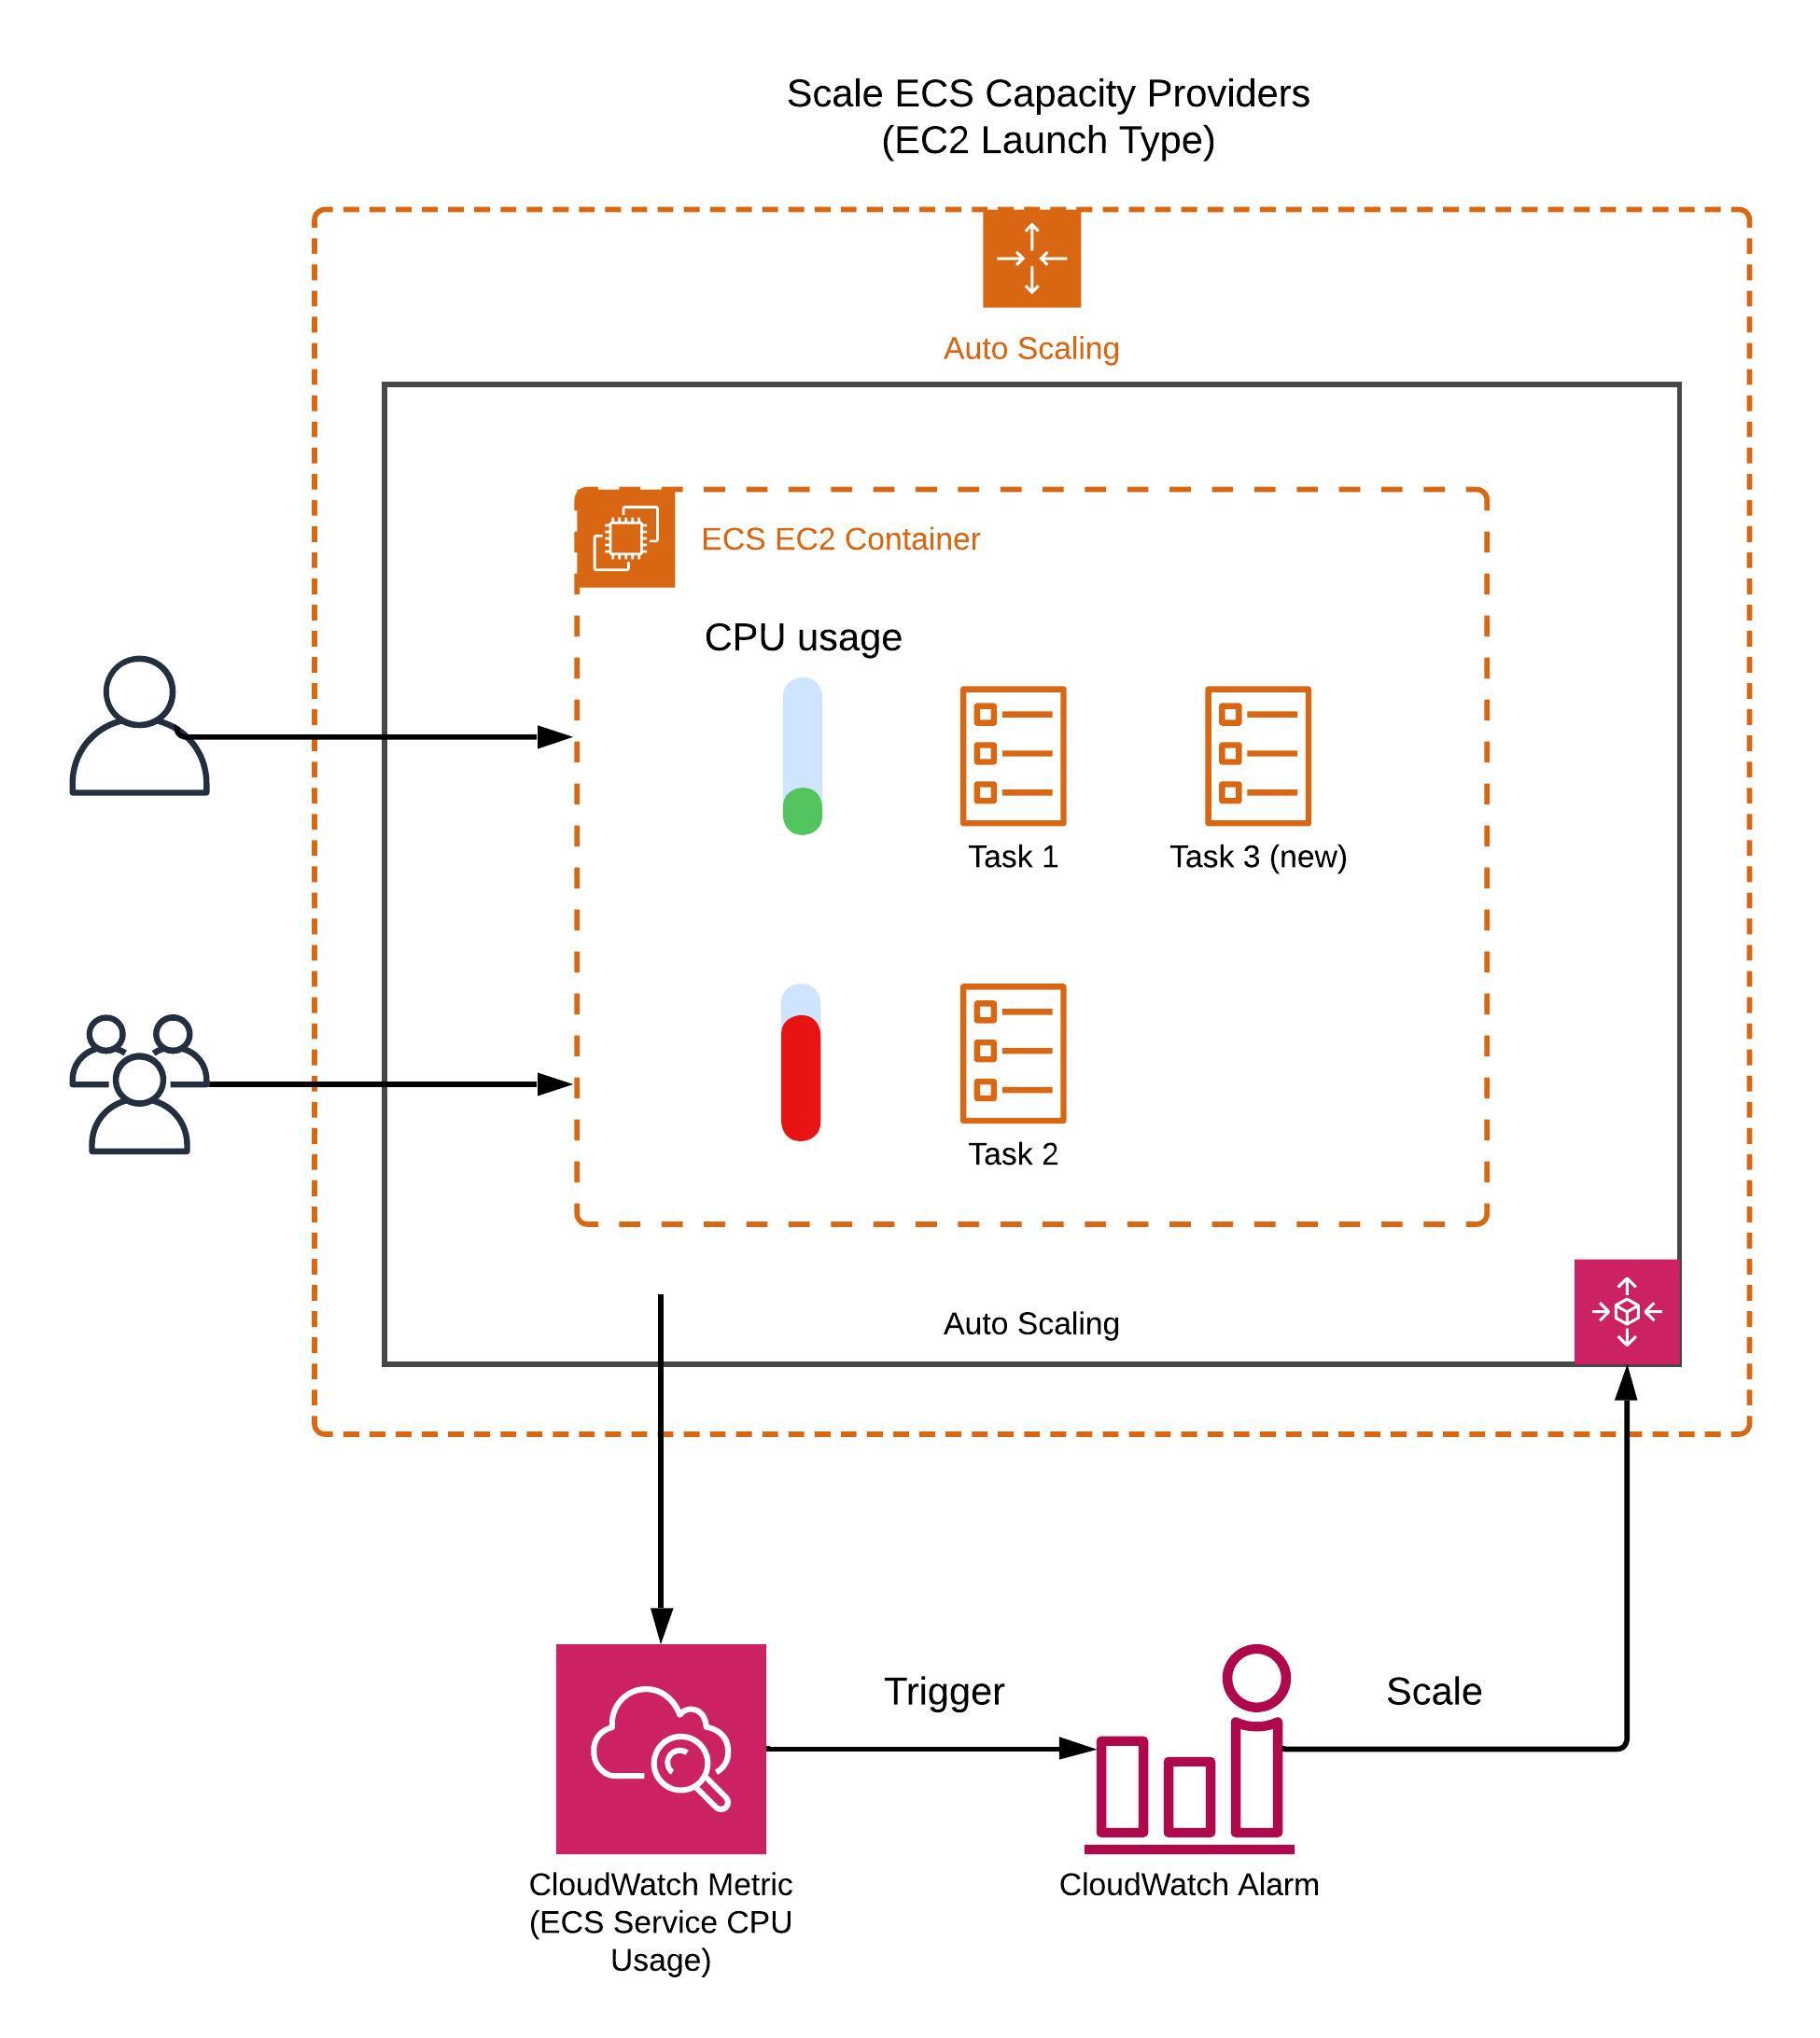 Scale ECS Capacity Providers
(EC2 Launch Type)
Auto Scaling
ECS EC2 Container
CPU usage
Task 1
Task 3 (new)
Task 2
Auto Scaling
Trigger
Scale
CloudWatch Metric
(ECS Service CPU
Usage)
CloudWatch Alarm